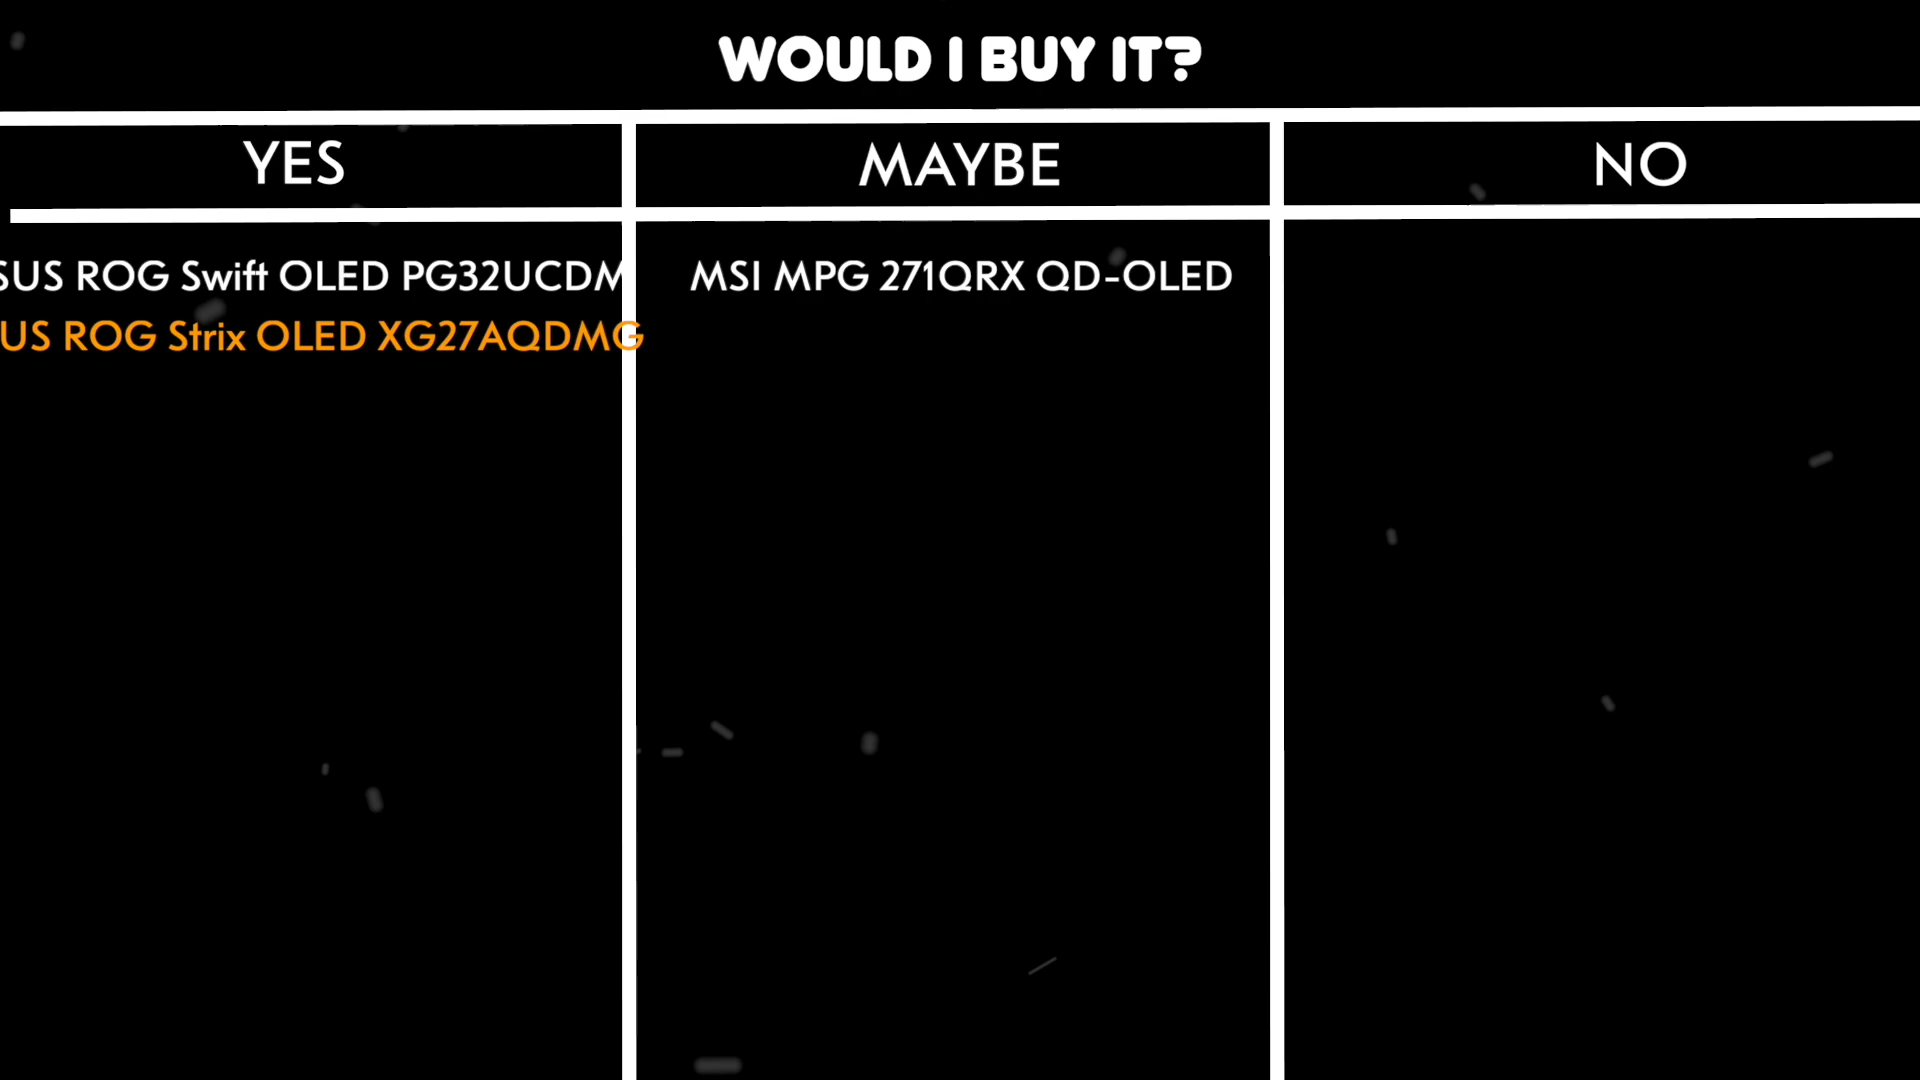 WOULD I BUY IT?
YES
MAYBE
NO
SUS ROG Swift OLED PG32UCDM
MSI MPG 271QRX QD-OLED
US ROG Strix OLED XG27AQDMG